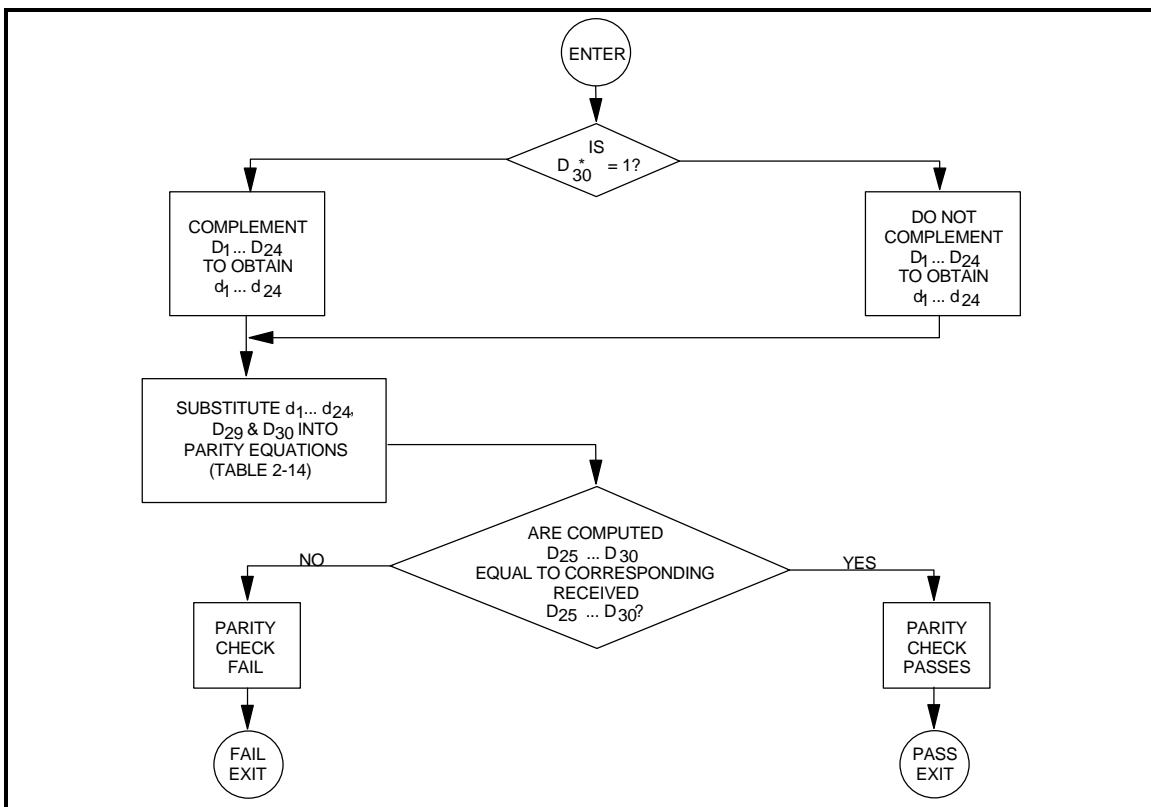 ENTER
IS
D*30 = 1?
COMPLEMENT
D1 ... D24
TO OBTAIN
d1 ... d24
DO NOT
COMPLEMENT
D1 ... D24
TO OBTAIN
d1 ... d24
SUBSTITUTE d1 ... d24,
D29 & D30 INTO
PARITY EQUATIONS
(TABLE 2-14)
ARE COMPUTED
D25 ... D30
EQUAL TO CORRESPONDING
RECEIVED
D25 ... D30?
NO
YES
PARITY
CHECK
FAIL
PARITY
CHECK
PASSES
FAIL
EXIT
PASS
EXIT